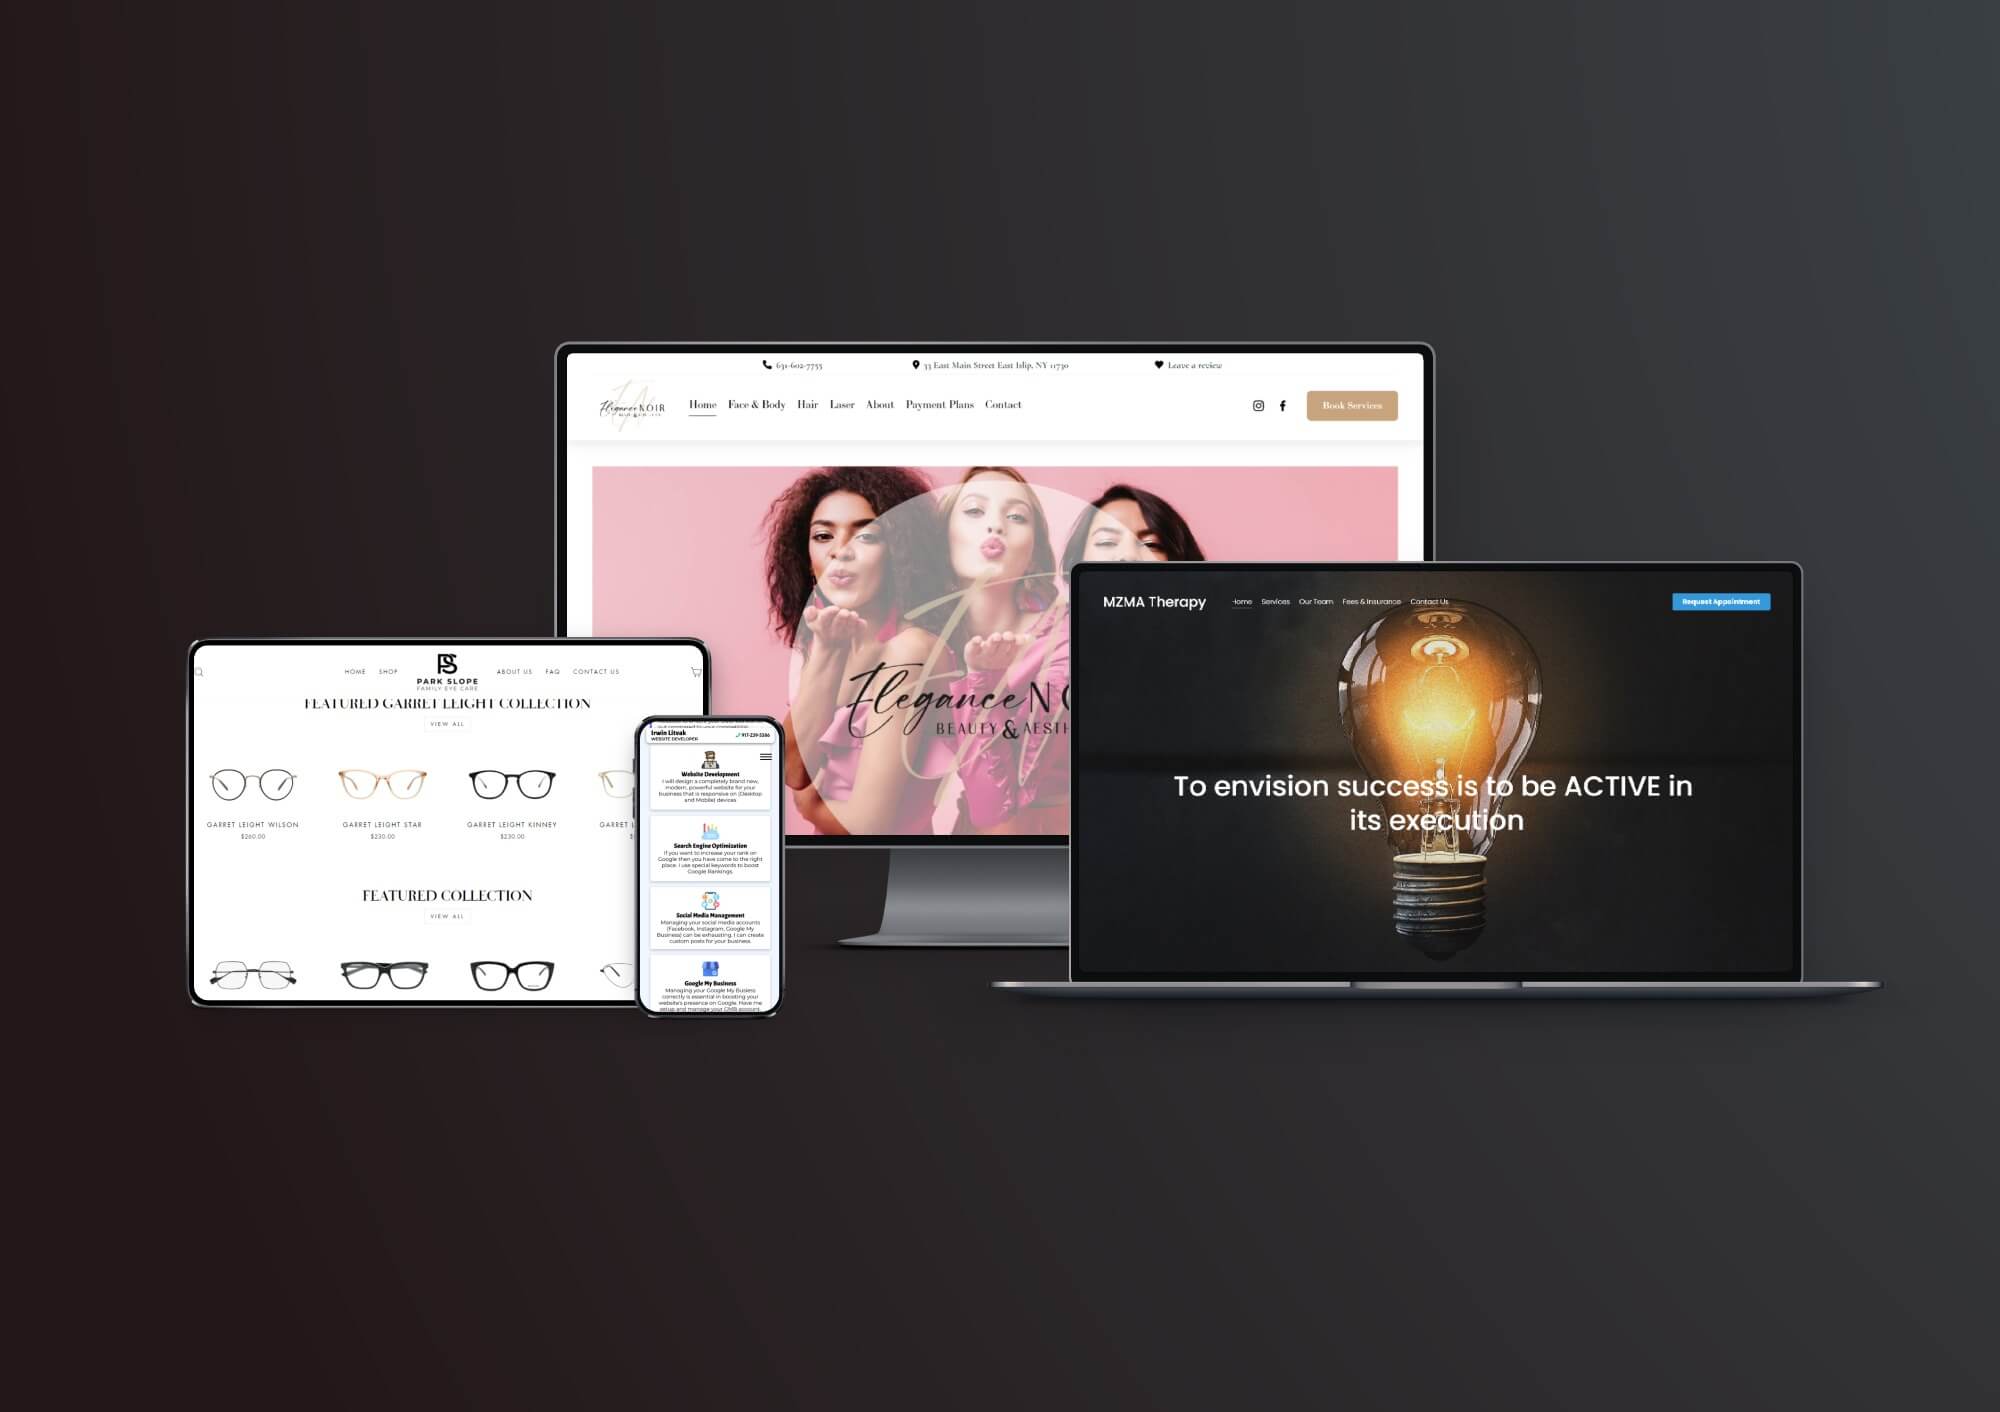 631-602-7755
33 East Main Street East Islip, NY 11730
Leave a review
Elegance NOIR
Home Face & Body Hair Laser About Payment Plans Contact
Book Services
Elegance N
BEAUTY & AESTH
MZMA Therapy
Home Services Our Team Fees & Insurance Contact Us
Request Appointment
To envision success is to be ACTIVE in
its execution
HOME SHOP
PS
PARK SLOPE
FAMILY EYE CARE
ABOUT US FAQ CONTACT US
FEATURED GARRET LEIGHT COLLECTION
VIEW ALL
GARRET LEIGHT WILSON
$260.00
GARRET LEIGHT STAR
$230.00
GARRET LEIGHT KINNEY
$230.00
GARRET L
FEATURED COLLECTION
VIEW ALL
Irwin Litvak
WEBSITE DEVELOPER
917-239-5586
Website Development
I will design a completely brand new,
modern, powerful website for your
business that is responsive on (Desktop
and Mobile) devices
Search Engine Optimization
If you want to increase your rank on
Google then you have come to the right
place. I use special keywords to boost
Google Rankings.
Social Media Management
Managing your social media accounts
(Facebook, Instagram, Google My
Business) can be exhausting. I can create
custom posts for your business.
Google My Business
Managing your Google My Busiess
correctly is essential in boosting your
website's presence on Google. Have me
setup and manage your GMB account.